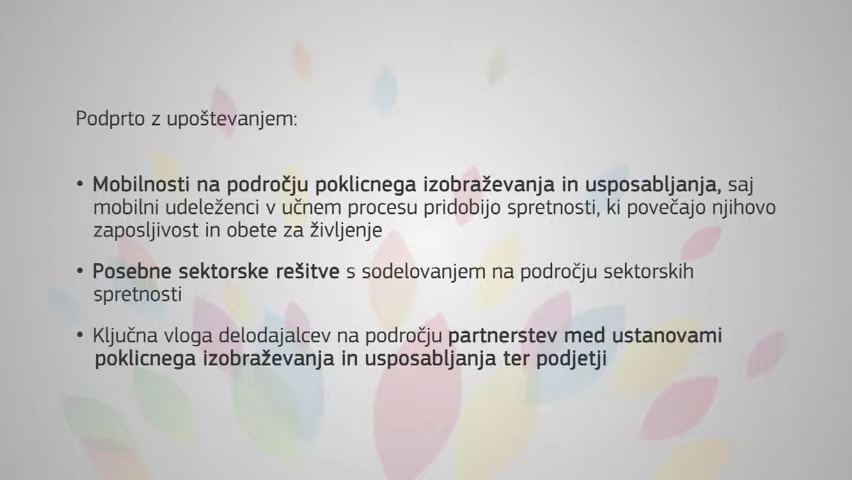 Podprto z upoštevanjem:
• Mobilnosti na področju poklicnega izobraževanja in usposabljanja, saj
mobilni udeleženci v učnem procesu pridobijo spretnosti, ki povečajo njihovo
zaposljivost in obete za življenje
• Posebne sektorske rešitve s sodelovanjem na področju sektorskih
spretnosti
• Ključna vloga delodajalcev na področju partnerstev med ustanovami
poklicnega izobraževanja in usposabljanja ter podjetji